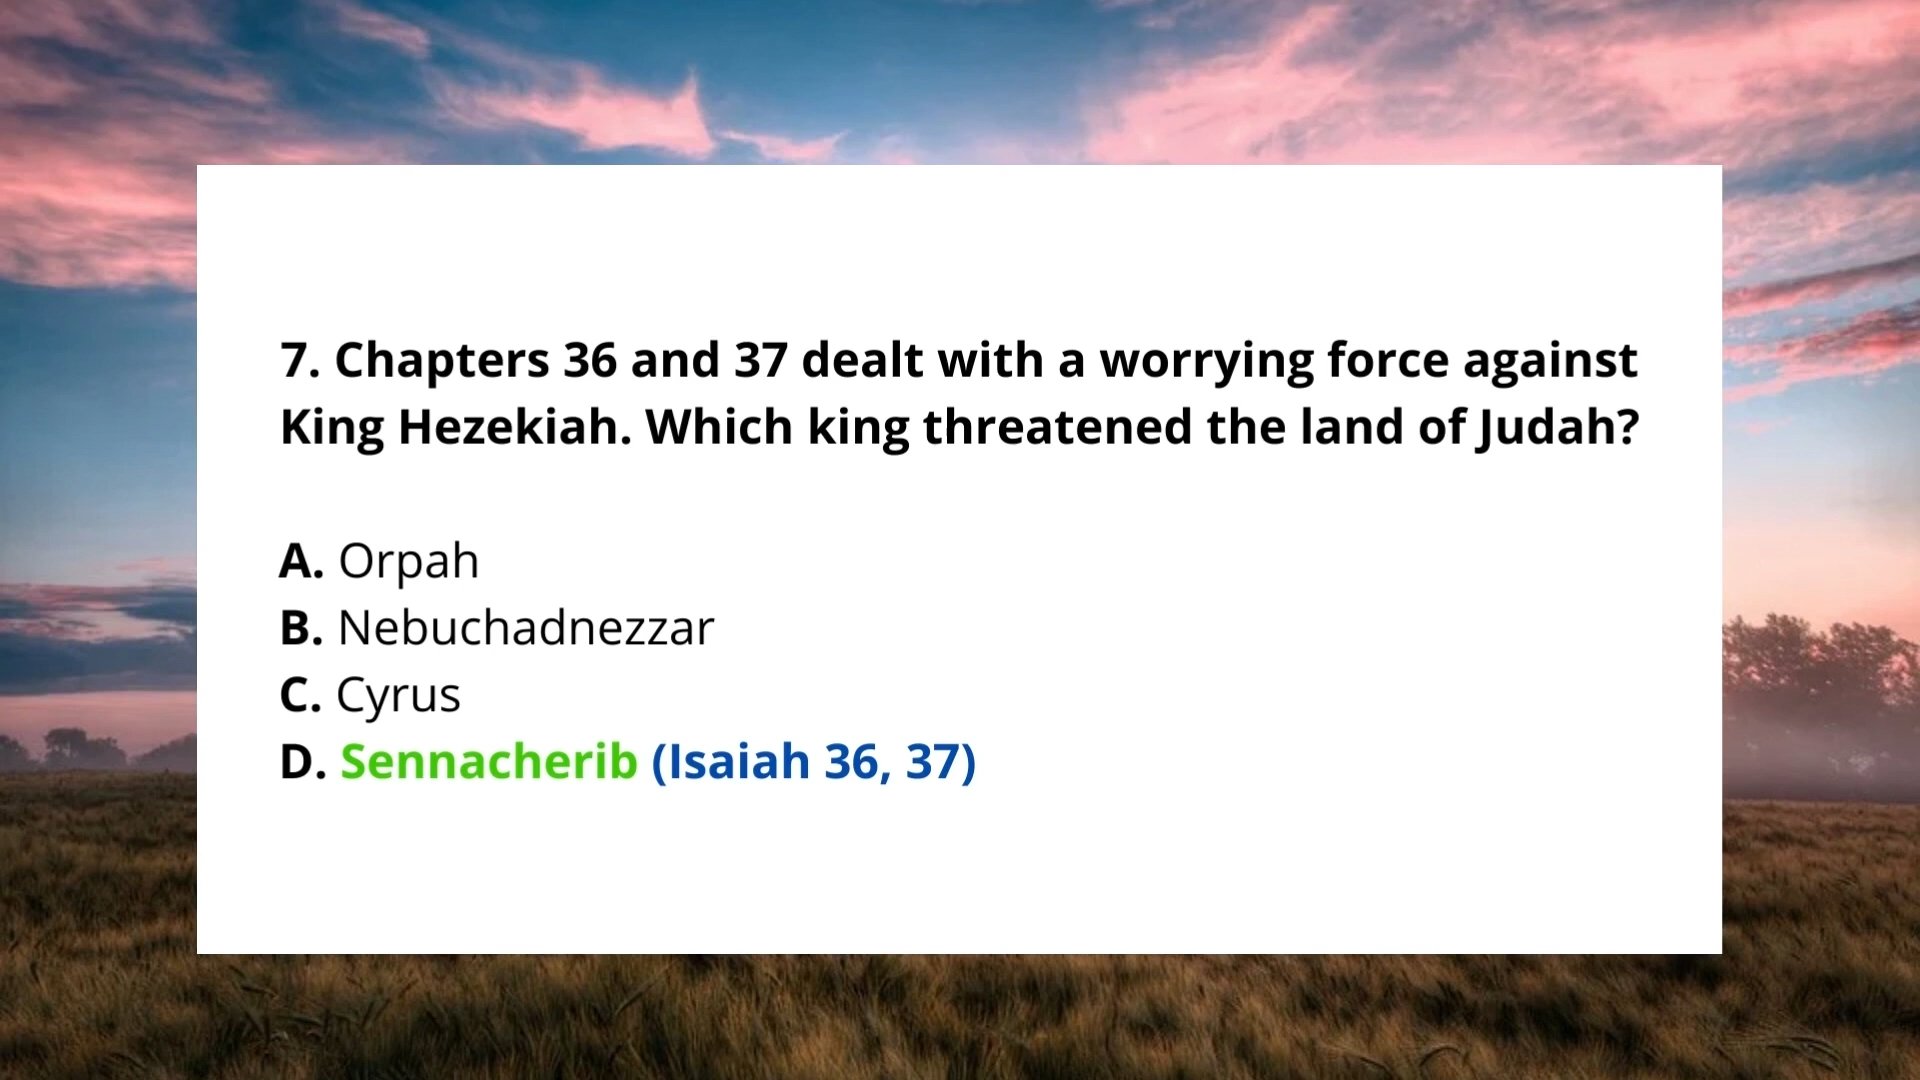 7. Chapters 36 and 37 dealt with a worrying force against
King Hezekiah. Which king threatened the land of Judah?
A. Orpah
B. Nebuchadnezzar
C. Cyrus
D. Sennacherib (Isaiah 36, 37)